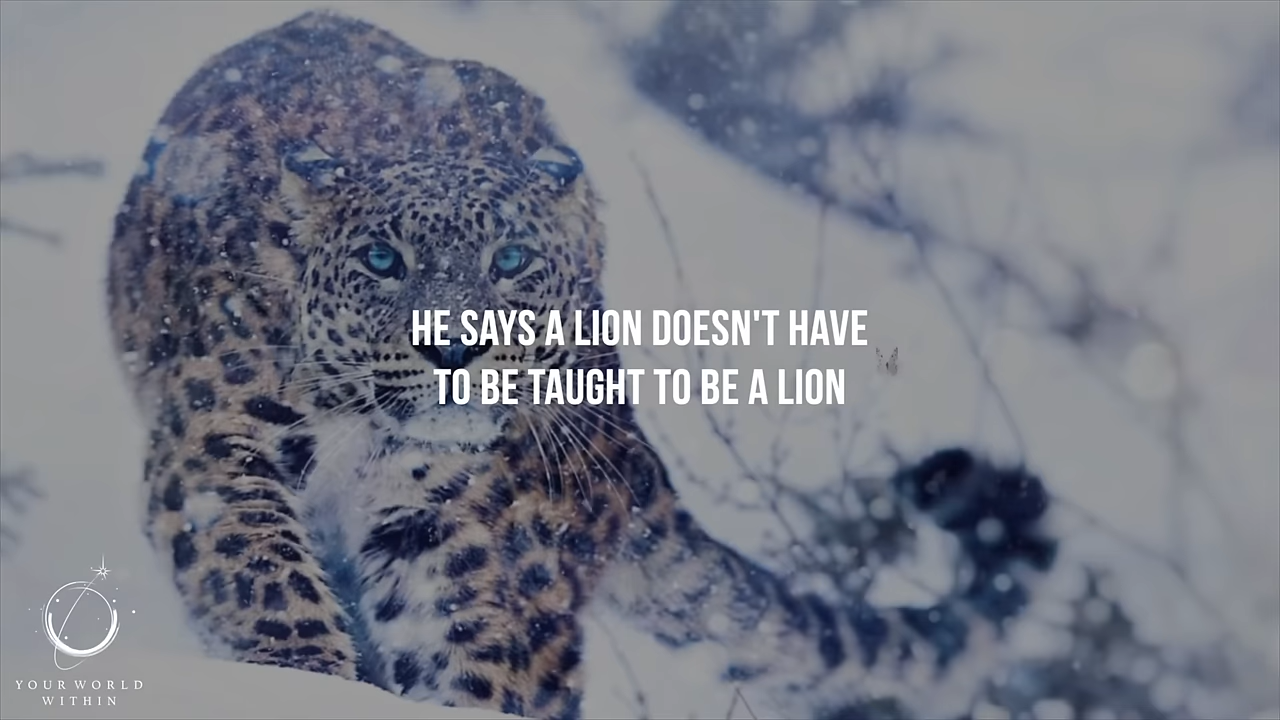 HE SAYS A LION DOESN'T HAVE
TO BE TAUGHT TO BE A LION
YOUR WORLD
WITHIN